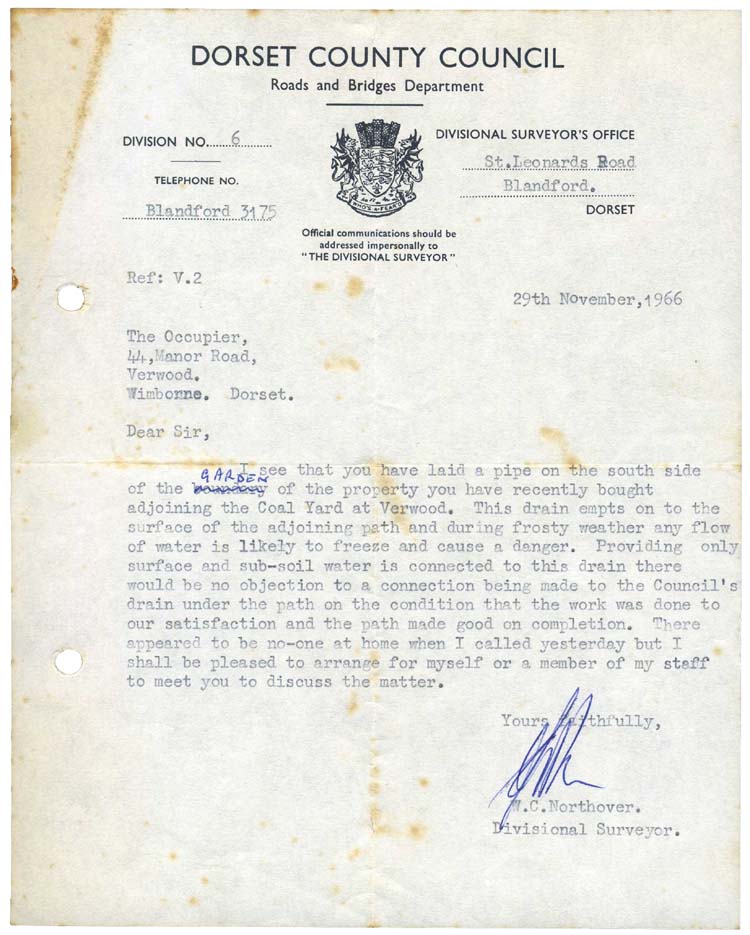 DORSET COUNTY COUNCIL
Roads and Bridges Department
DIVISION NO. 6
TELEPHONE NO.
Blandford 3175
WHO'S A-FEAR'D
Official communications should be
addressed impersonally to
"THE DIVISIONAL SURVEYOR"
DIVISIONAL SURVEYOR'S OFFICE
St.Leonards Road
Blandford.
DORSET
Ref: V.2
29th November,1966
The Occupier,
44,Manor Road,
Verwood.
Wimborne. Dorset.
Dear Sir,
I see that you have laid a pipe on the south side
GARDEN
of the boundary of the property you have recently bought
adjoining the Coal Yard at Verwood. This drain empts on to the
surface of the adjoining path and during frosty weather any flow
of water is likely to freeze and cause a danger. Providing only
surface and sub-soil water is connected to this drain there
would be no objection to a connection being made to the Council's
drain under the path on the condition that the work was done to
our satisfaction and the path made good on completion. There
appeared to be no-one at home when I called yesterday but I
shall be pleased to arrange for myself or a member of my staff
to meet you to discuss the matter.
Yours faithfully,
W.C.Northover.
Divisional Surveyor.